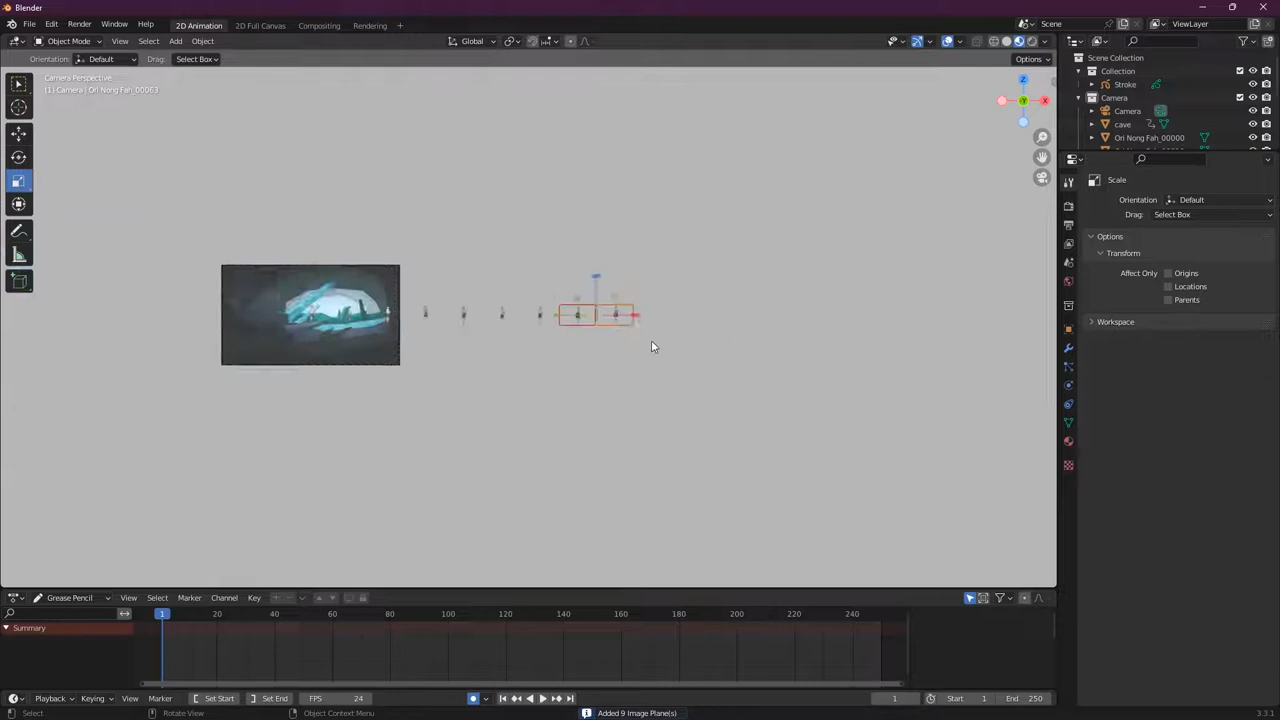 Blender
File Edit Render Window Help 2D Animation 2D Full Canvas Compositing Rendering + Scene ViewLayer
Object Mode View Select Add Object Global
Orientation: Default Drag: Select Box Options
Camera Perspective
(1) Camera | Ori Nong Fah_00063
Z
Y
X
Scene Collection
Collection
Stroke
Camera
Camera
cave
Ori Nong Fah_00000
Scale
Orientation Default
Drag: Select Box
Options
Transform
Affect Only Origins
Locations
Parents
Workspace
Grease Pencil View Select Marker Channel Key
1 20 40 60 80 100 120 140 160 180 200 220 240
Summary
Playback Keying View Marker Set Start Set End FPS 24 1 Start 1 End 250
Select Rotate View Object Context Menu Added 9 Image Plane(s) 3.3.1